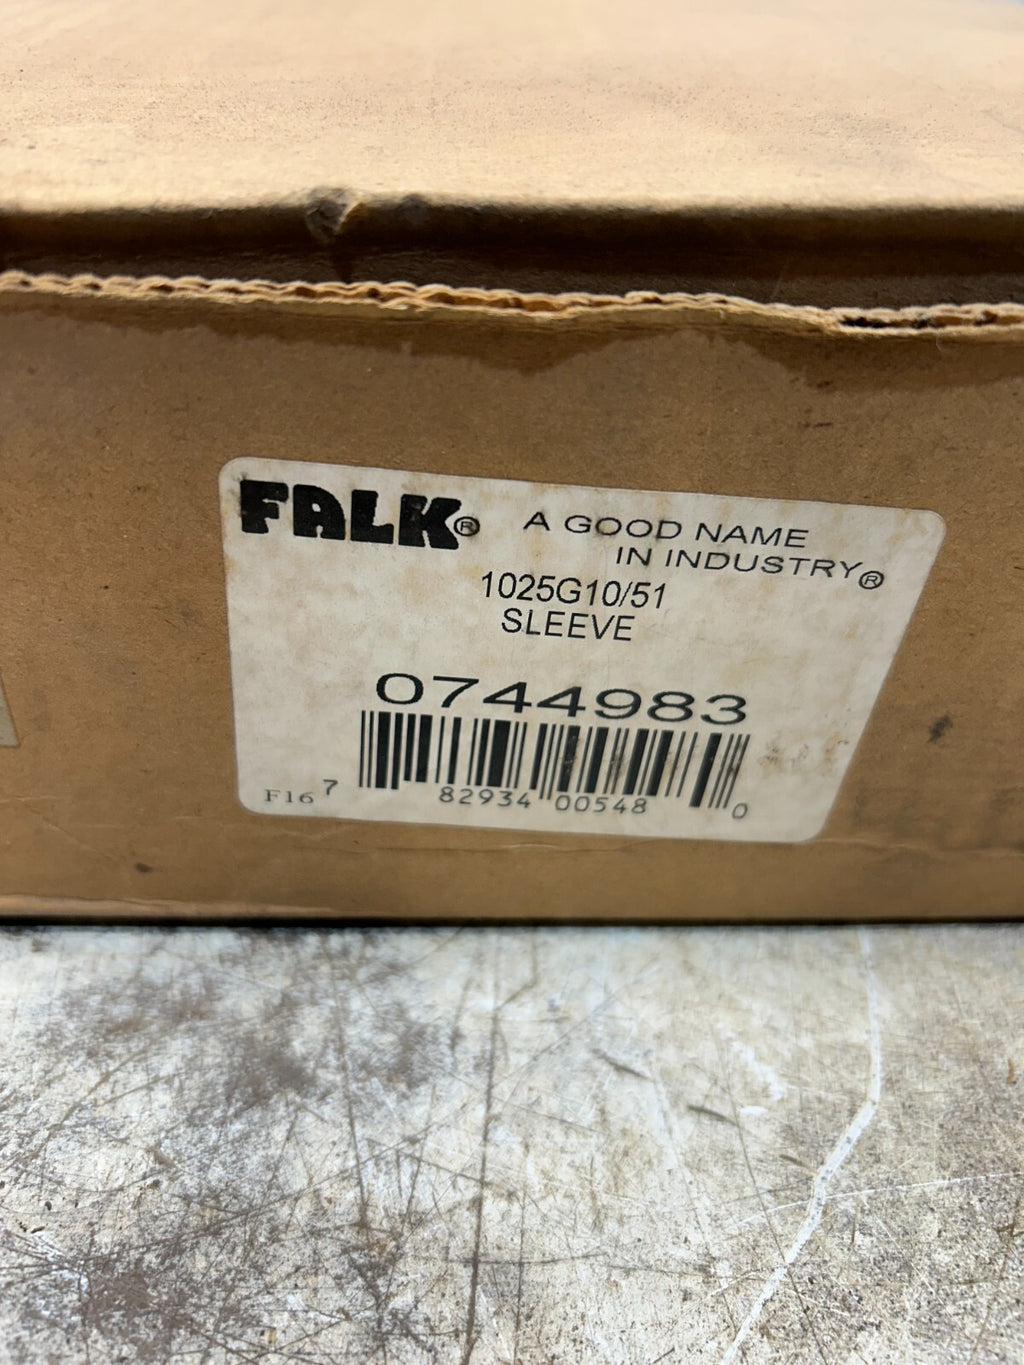 FALK®
A GOOD NAME
IN INDUSTRY®
1025G10/51
SLEEVE
0744983
F16
7 82934 00548 0